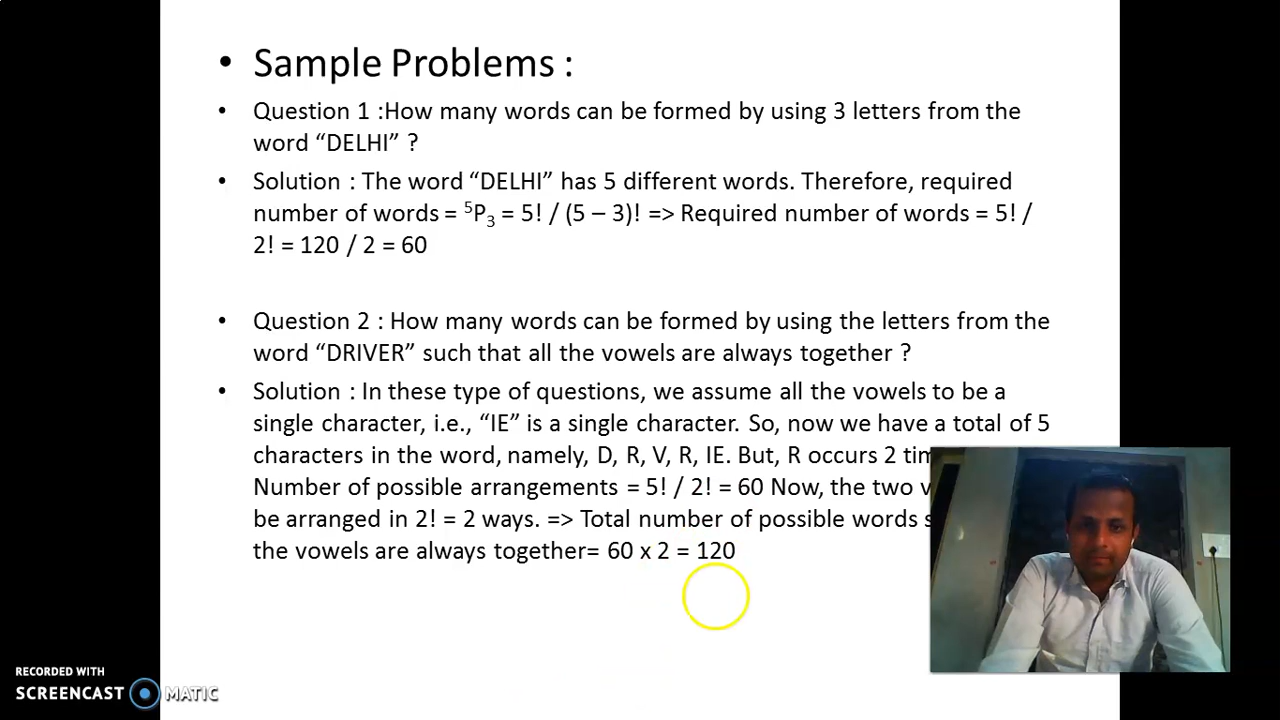 • Sample Problems :
• Question 1 :How many words can be formed by using 3 letters from the
word “DELHI” ?
• Solution : The word “DELHI” has 5 different words. Therefore, required
number of words = ⁵P₃ = 5! / (5 – 3)! => Required number of words = 5! /
2! = 120 / 2 = 60
• Question 2 : How many words can be formed by using the letters from the
word “DRIVER” such that all the vowels are always together ?
• Solution : In these type of questions, we assume all the vowels to be a
single character, i.e., “IE” is a single character. So, now we have a total of 5
characters in the word, namely, D, R, V, R, IE. But, R occurs 2
Number of possible arrangements = 5! / 2! = 60 Now, the two
be arranged in 2! = 2 ways. => Total number of possible words
the vowels are always together= 60 x 2 = 120
RECORDED WITH
SCREENCAST MATIC